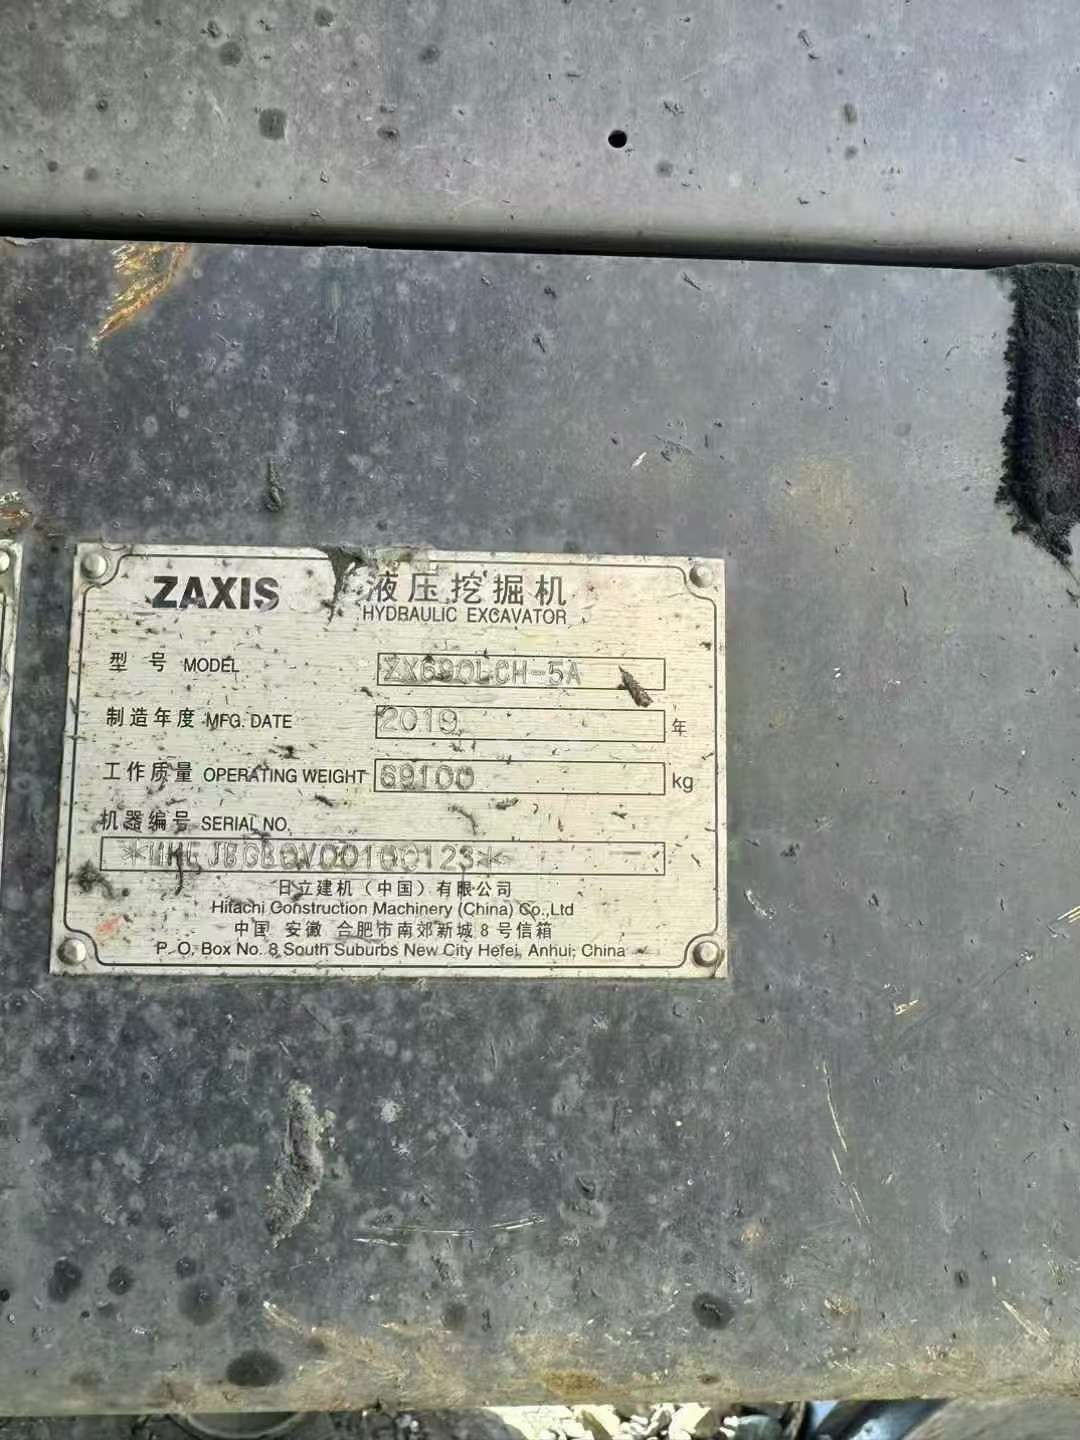 ZAXIS 液压挖掘机
HYDRAULIC EXCAVATOR
型号 MODEL ZX690LCH-5A
制造年度 MFG. DATE 2019 年
工作质量 OPERATING WEIGHT 69100 kg
机器编号 SERIAL NO.
日立建机（中国）有限公司
Hitachi Construction Machinery (China) Co.,Ltd
中国 安徽 合肥市南郊新城8号信箱
P. O. Box No. 8 South Suburbs New City Hefei, Anhui, China